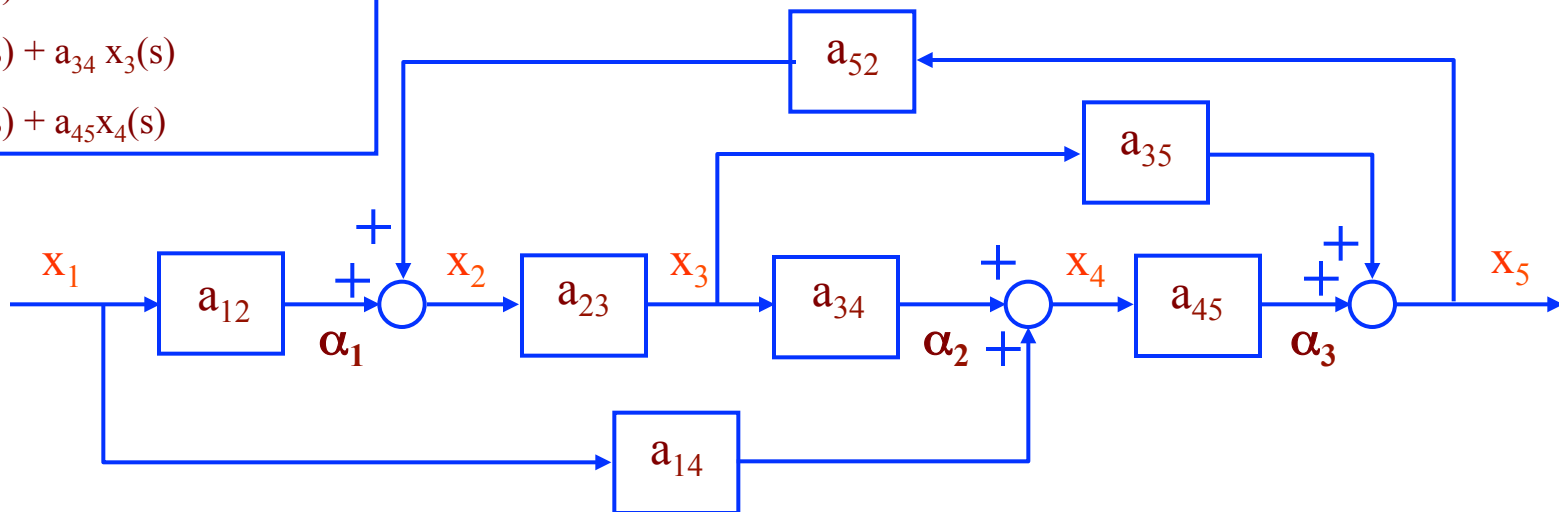 ) + a₃₄ x₃(s)
) + a₄₅x₄(s)
a₅₂
a₃₅
+
+
x₁
a₁₂
α₁
x₂
a₂₃
x₃
a₃₄
α₂
+
+
x₄
a₄₅
α₃
+
+
x₅
a₁₄